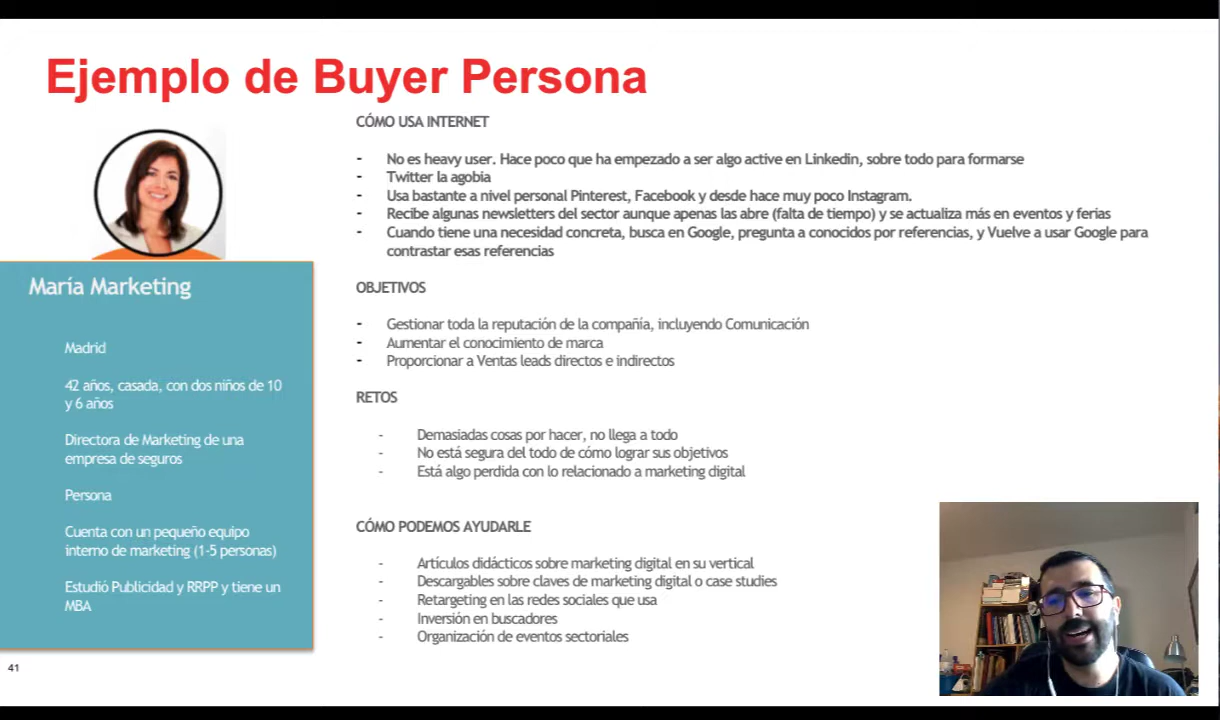 Ejemplo de Buyer Persona
María Marketing
Madrid
42 años, casada, con dos niños de 10
y 6 años
Directora de Marketing de una
empresa de seguros
Persona
Cuenta con un pequeño equipo
interno de marketing (1-5 personas)
Estudió Publicidad y RRPP y tiene un
MBA
41
CÓMO USA INTERNET
- No es heavy user. Hace poco que ha empezado a ser algo active en Linkedin, sobre todo para formarse
- Twitter la agobia
- Usa bastante a nivel personal Pinterest, Facebook y desde hace muy poco Instagram.
- Recibe algunas newsletters del sector aunque apenas las abre (falta de tiempo) y se actualiza más en eventos y ferias
- Cuando tiene una necesidad concreta, busca en Google, pregunta a conocidos por referencias, y Vuelve a usar Google para
contrastar esas referencias
OBJETIVOS
- Gestionar toda la reputación de la compañía, incluyendo Comunicación
- Aumentar el conocimiento de marca
- Proporcionar a Ventas leads directos e indirectos
RETOS
- Demasiadas cosas por hacer, no llega a todo
- No está segura del todo de cómo lograr sus objetivos
- Está algo perdida con lo relacionado a marketing digital
CÓMO PODEMOS AYUDARLE
- Artículos didácticos sobre marketing digital en su vertical
- Descargables sobre claves de marketing digital o case studies
- Retargeting en las redes sociales que usa
- Inversión en buscadores
- Organización de eventos sectoriales